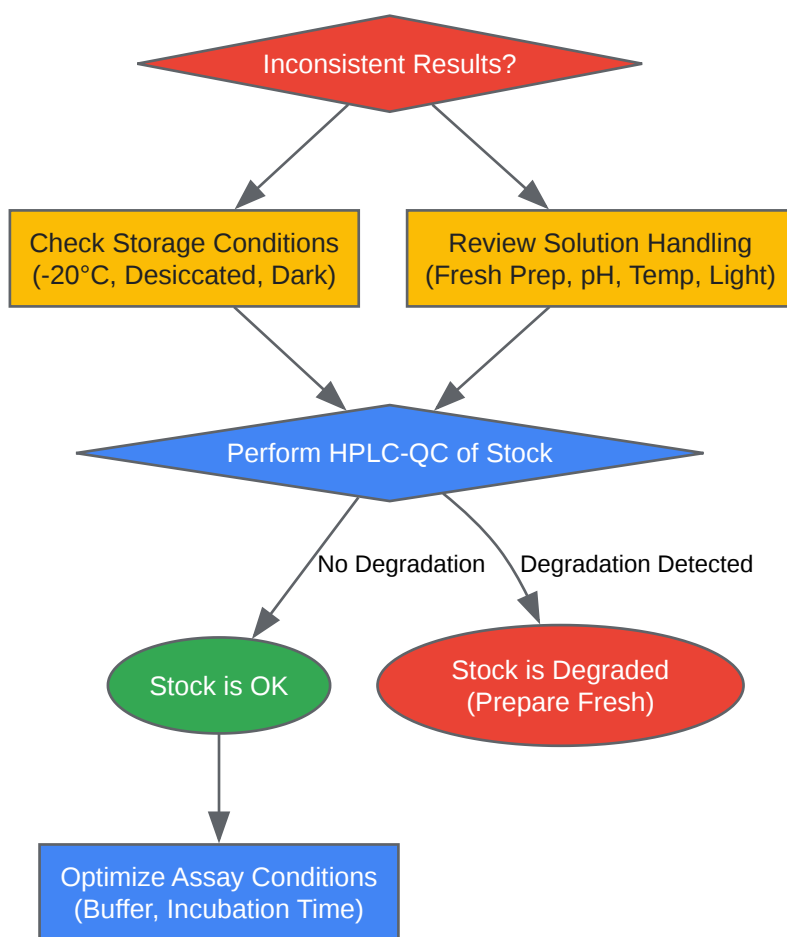 Inconsistent Results?
Check Storage Conditions
(-20°C, Desiccated, Dark)
Review Solution Handling
(Fresh Prep, pH, Temp, Light)
Perform HPLC-QC of Stock
No Degradation
Degradation Detected
Stock is OK
Stock is Degraded
(Prepare Fresh)
Optimize Assay Conditions
(Buffer, Incubation Time)